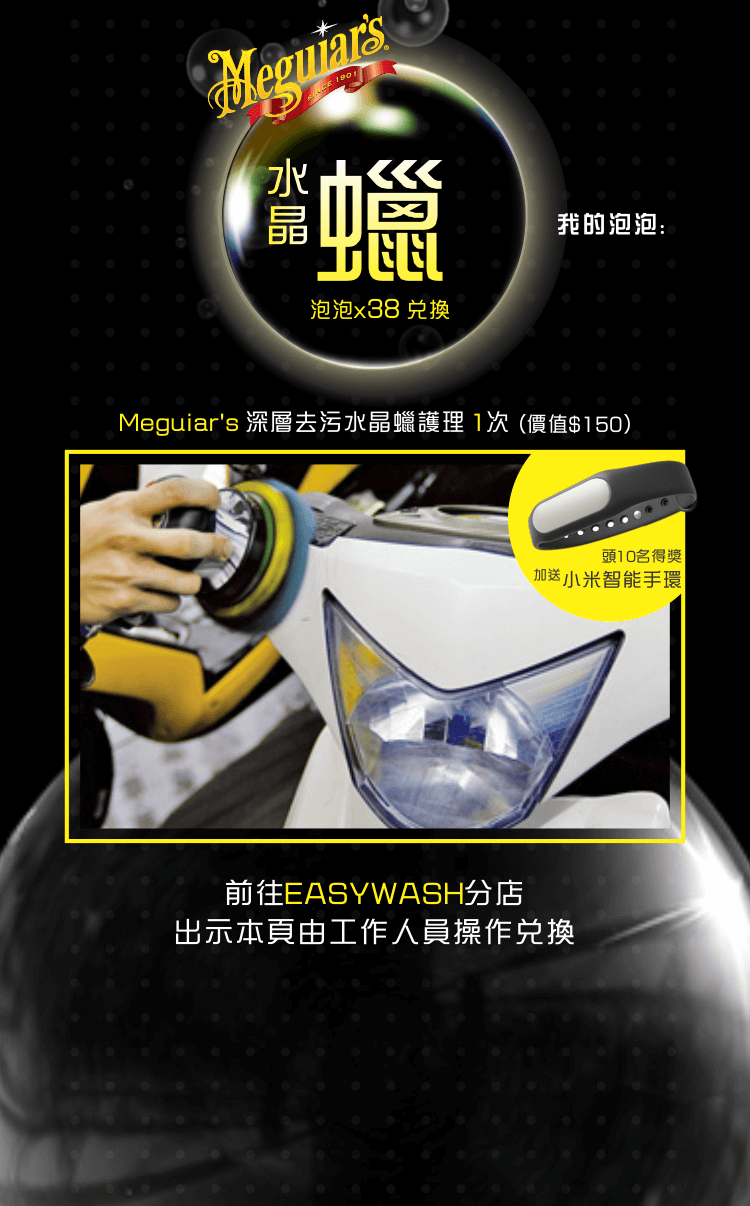 Meguiar's
SINCE 1901
水晶蠟
我的泡泡:
泡泡x38 兌換
Meguiar's 深層去污水晶蠟護理 1次 (價值$150)
頭10名得獎
加送小米智能手環
前往EASYWASH分店
出示本頁由工作人員操作兌換